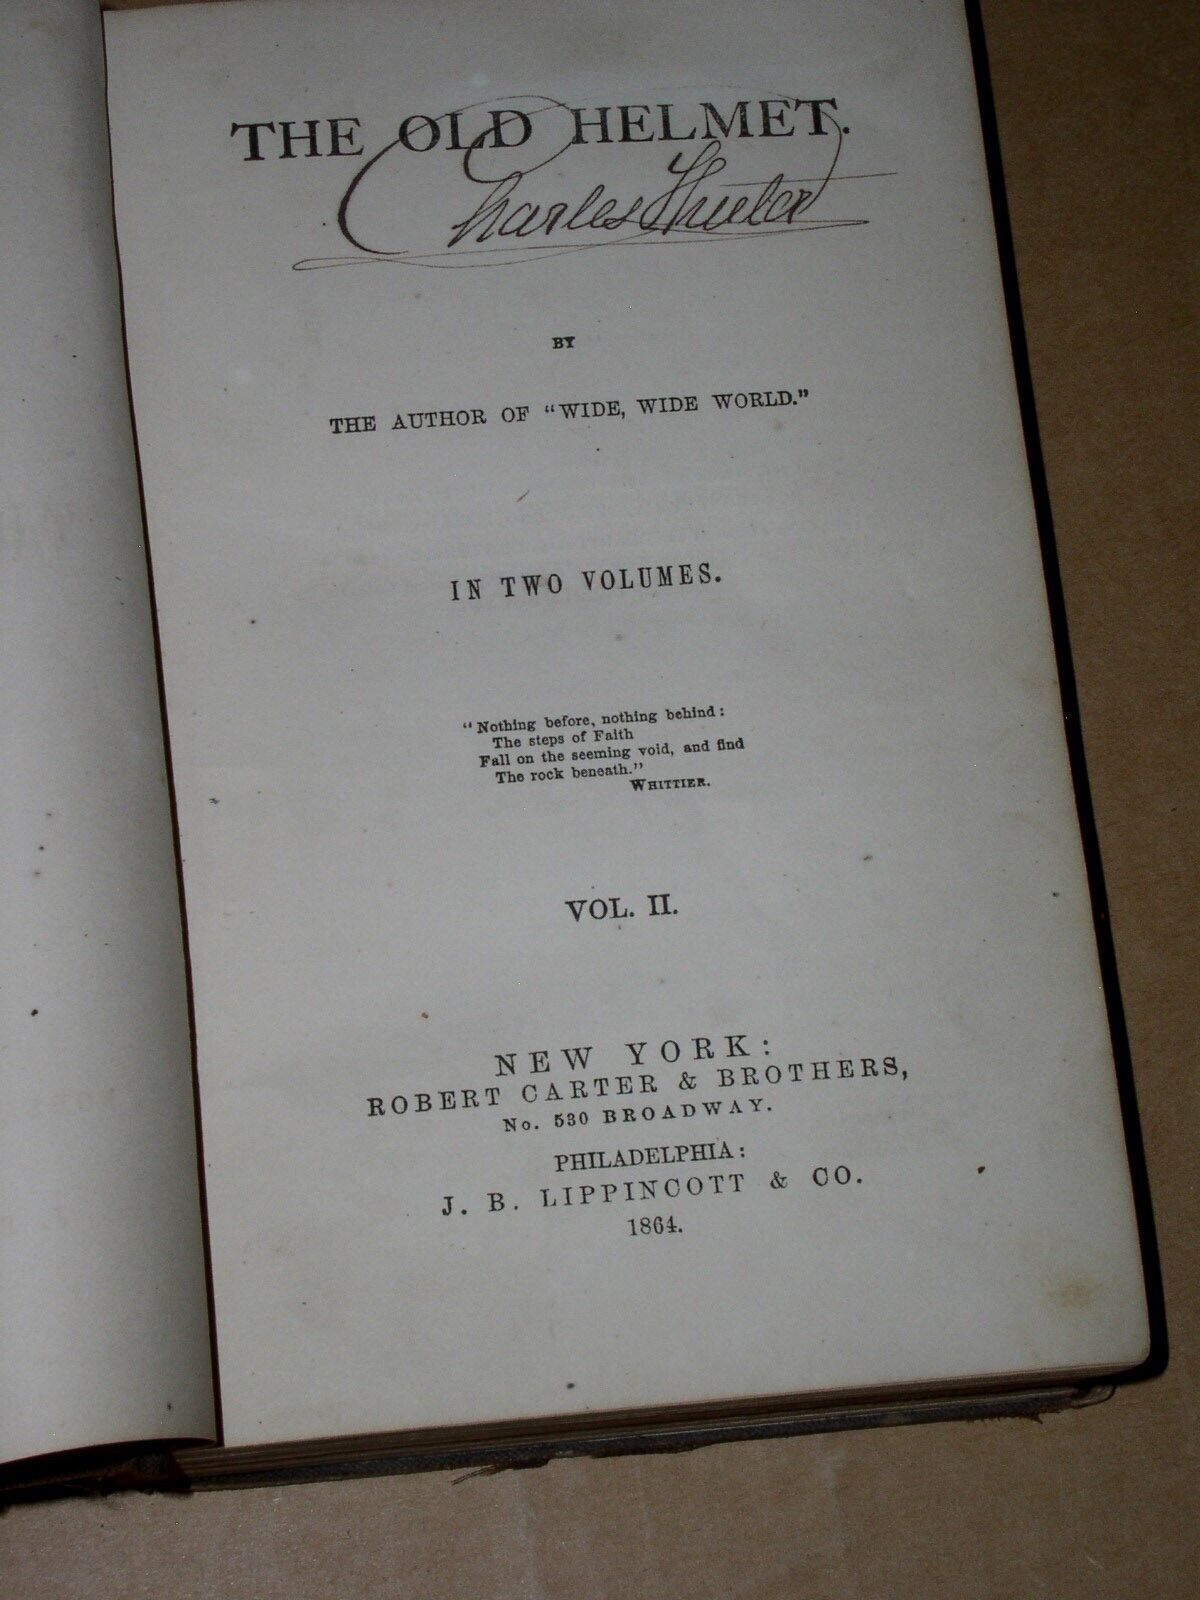 THE OLD HELMET.
Charles
BY
THE AUTHOR OF "WIDE, WIDE WORLD."
IN TWO VOLUMES.
"Nothing before, nothing behind:
The steps of Faith
Fall on the seeming void, and find
The rock beneath."
WHITTIER.
VOL. II.
NEW YORK:
ROBERT CARTER & BROTHERS,
No. 530 BROADWAY.
PHILADELPHIA:
J. B. LIPPINCOTT & CO.
1864.